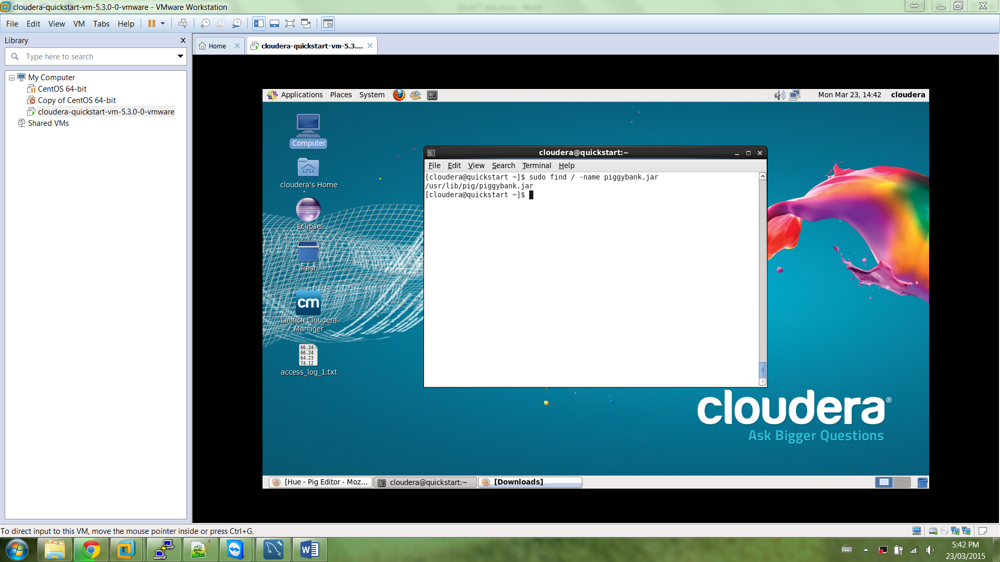 cloudera-quickstart-vm-5.3.0-0-vmware - VMware Workstation
File Edit View VM Tabs Help
Library
Type here to search
My Computer
CentOS 64-bit
Copy of CentOS 64-bit
cloudera-quickstart-vm-5.3.0-0-vmware
Shared VMs
Home
cloudera-quickstart-vm-5.3....
Applications Places System
Mon Mar 23, 14:42 cloudera
Computer
cloudera's Home
Eclipse
Trash
cm
Launch Cloudera
Manager
66.24
66.24
64.23
74.12
access_log_1.txt
cloudera@quickstart:~
File Edit View Search Terminal Help
[cloudera@quickstart ~]$ sudo find / -name piggybank.jar
/usr/lib/pig/piggybank.jar
[cloudera@quickstart ~]$
cloudera®
Ask Bigger Questions
[Hue - Pig Editor - Moz...
cloudera@quickstart:~
[Downloads]
To direct input to this VM, move the mouse pointer inside or press Ctrl+G.
5:42 PM
23/03/2015